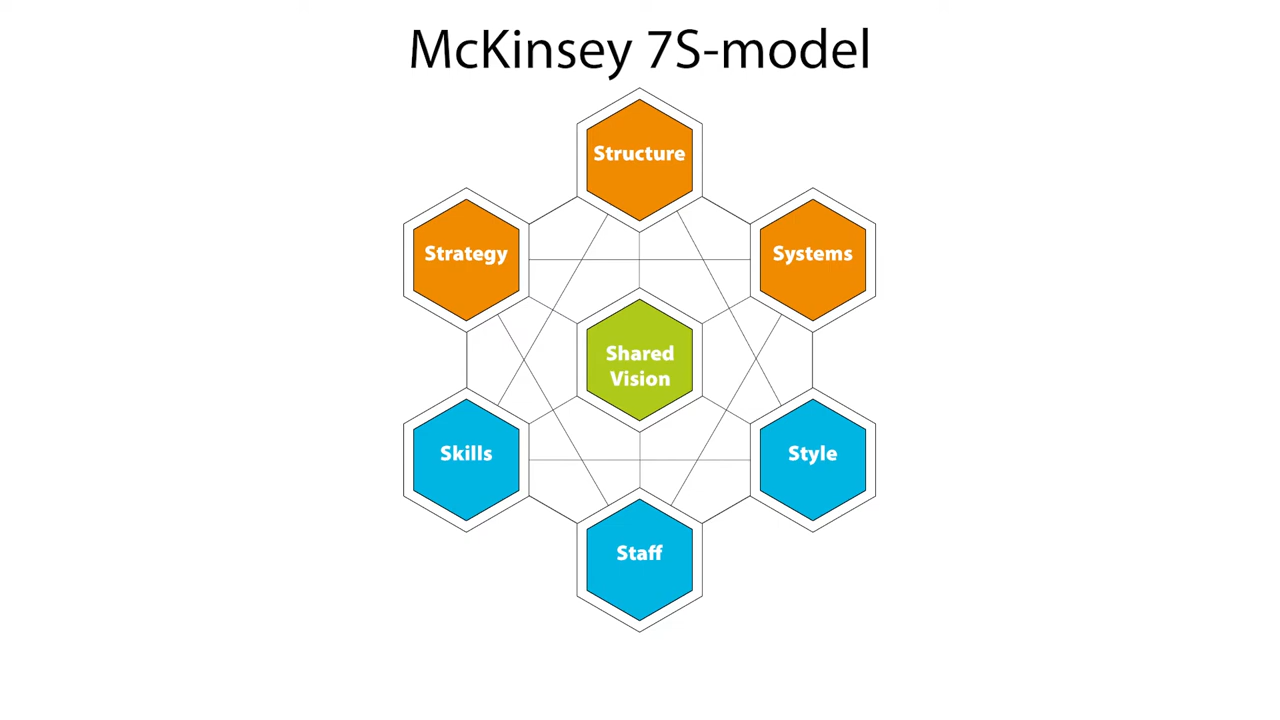 McKinsey 7S-model
Structure
Strategy
Systems
Shared
Vision
Skills
Style
Staff